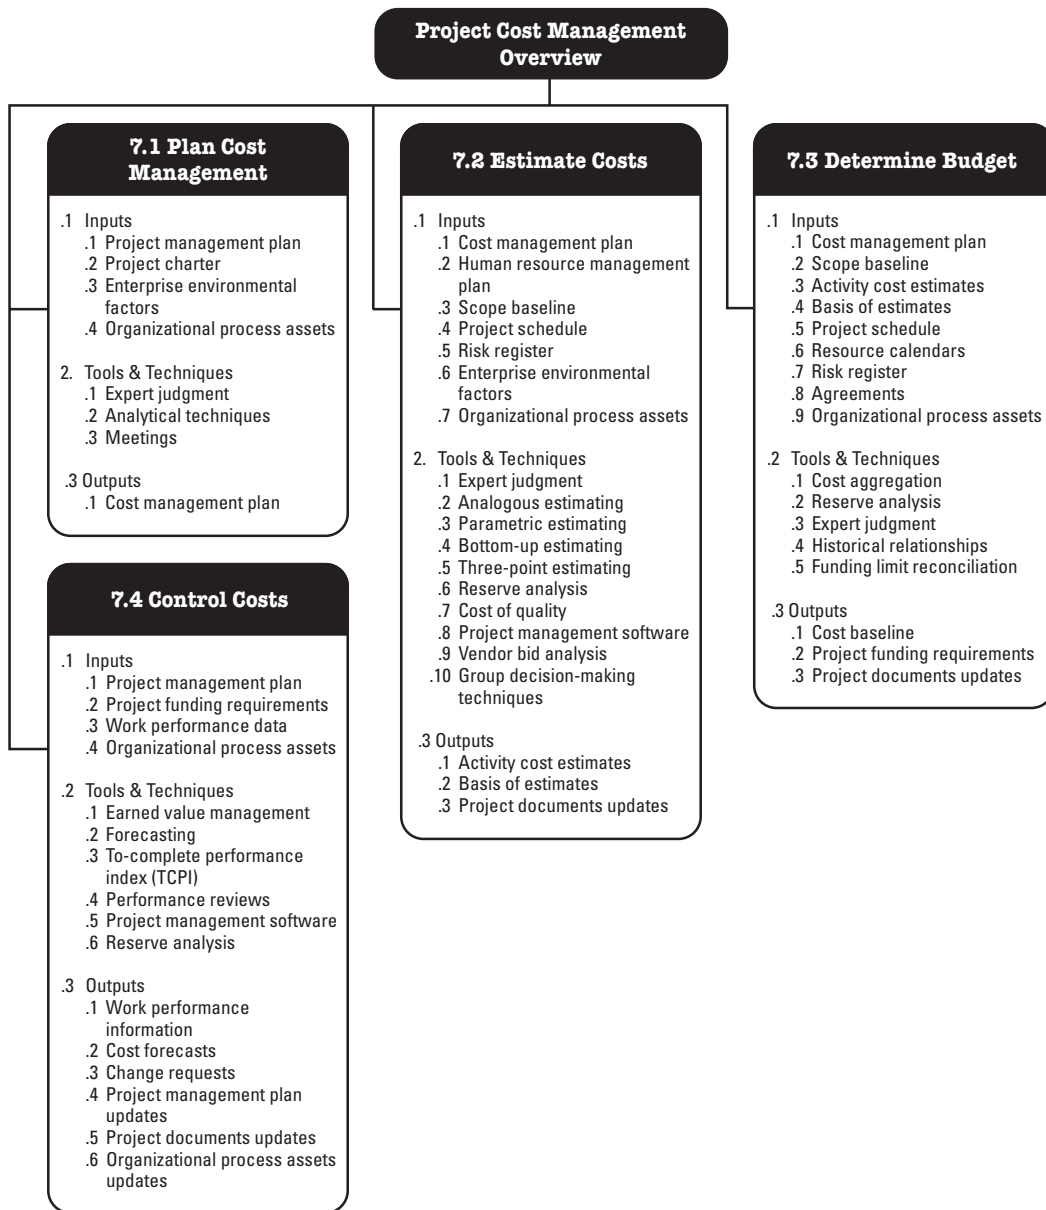 Project Cost Management
Overview
7.1 Plan Cost
Management
.1 Inputs
.1 Project management plan
.2 Project charter
.3 Enterprise environmental
factors
.4 Organizational process assets
2. Tools & Techniques
.1 Expert judgment
.2 Analytical techniques
.3 Meetings
.3 Outputs
.1 Cost management plan
7.2 Estimate Costs
.1 Inputs
.1 Cost management plan
.2 Human resource management
plan
.3 Scope baseline
.4 Project schedule
.5 Risk register
.6 Enterprise environmental
factors
.7 Organizational process assets
2. Tools & Techniques
.1 Expert judgment
.2 Analogous estimating
.3 Parametric estimating
.4 Bottom-up estimating
.5 Three-point estimating
.6 Reserve analysis
.7 Cost of quality
.8 Project management software
.9 Vendor bid analysis
.10 Group decision-making
techniques
.3 Outputs
.1 Activity cost estimates
.2 Basis of estimates
.3 Project documents updates
7.3 Determine Budget
.1 Inputs
.1 Cost management plan
.2 Scope baseline
.3 Activity cost estimates
.4 Basis of estimates
.5 Project schedule
.6 Resource calendars
.7 Risk register
.8 Agreements
.9 Organizational process assets
.2 Tools & Techniques
.1 Cost aggregation
.2 Reserve analysis
.3 Expert judgment
.4 Historical relationships
.5 Funding limit reconciliation
.3 Outputs
.1 Cost baseline
.2 Project funding requirements
.3 Project documents updates
7.4 Control Costs
.1 Inputs
.1 Project management plan
.2 Project funding requirements
.3 Work performance data
.4 Organizational process assets
.2 Tools & Techniques
.1 Earned value management
.2 Forecasting
.3 To-complete performance
index (TCPI)
.4 Performance reviews
.5 Project management software
.6 Reserve analysis
.3 Outputs
.1 Work performance
information
.2 Cost forecasts
.3 Change requests
.4 Project management plan
updates
.5 Project documents updates
.6 Organizational process assets
updates